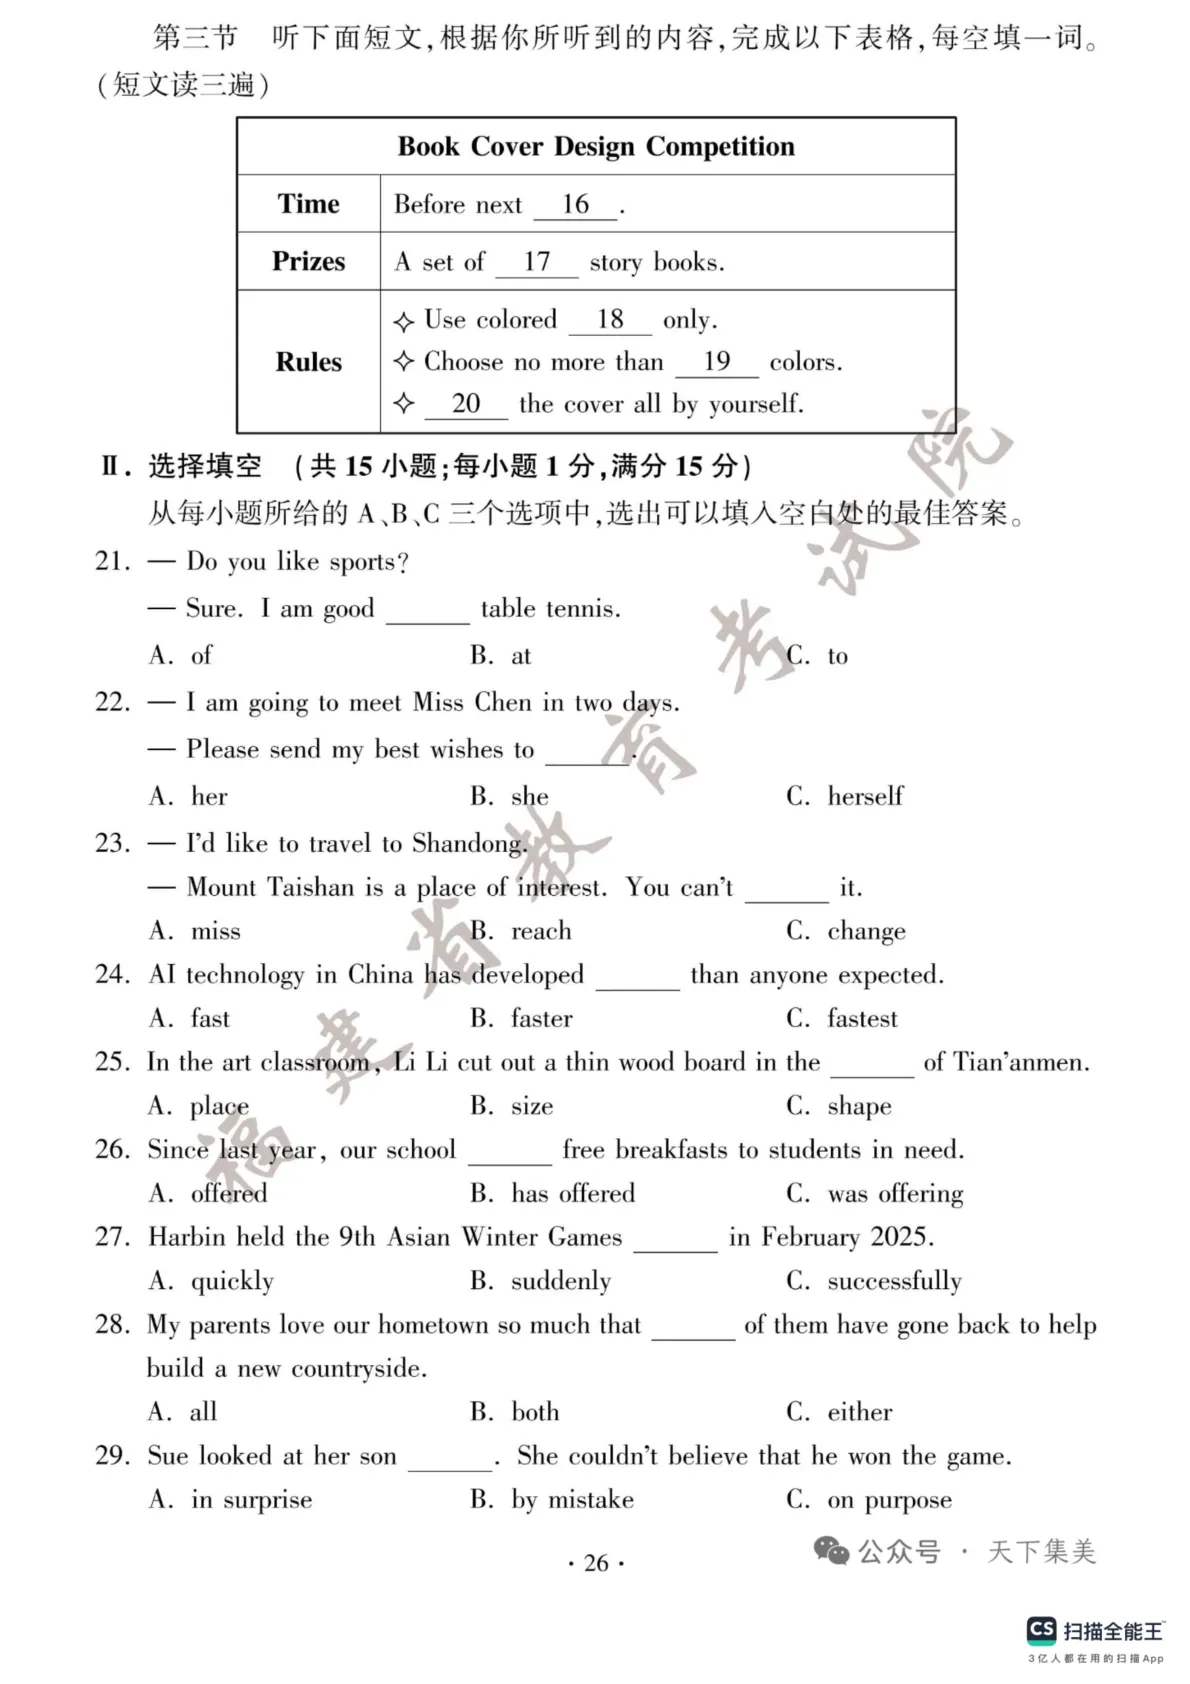 第三节 听下面短文,根据你所听到的内容,完成以下表格,每空填一词。
(短文读三遍)
Book Cover Design Competition
Time Before next 16 .
Prizes A set of 17 story books.
Rules
✧ Use colored 18 only.
✧ Choose no more than 19 colors.
✧ 20 the cover all by yourself.
Ⅱ. 选择填空 (共 15 小题;每小题 1 分,满分 15 分)
从每小题所给的 A、B、C 三个选项中,选出可以填入空白处的最佳答案。
21. — Do you like sports?
— Sure. I am good ______ table tennis.
A. of B. at C. to
22. — I am going to meet Miss Chen in two days.
— Please send my best wishes to ______.
A. her B. she C. herself
23. — I'd like to travel to Shandong.
— Mount Taishan is a place of interest. You can't ______ it.
A. miss B. reach C. change
24. AI technology in China has developed ______ than anyone expected.
A. fast B. faster C. fastest
25. In the art classroom, Li Li cut out a thin wood board in the ______ of Tian'anmen.
A. place B. size C. shape
26. Since last year, our school ______ free breakfasts to students in need.
A. offered B. has offered C. was offering
27. Harbin held the 9th Asian Winter Games ______ in February 2025.
A. quickly B. suddenly C. successfully
28. My parents love our hometown so much that ______ of them have gone back to help
build a new countryside.
A. all B. both C. either
29. Sue looked at her son ______. She couldn't believe that he won the game.
A. in surprise B. by mistake C. on purpose
· 26 ·
福建省教育考试院
公众号 · 天下集美
CS 扫描全能王™
3亿人都在用的扫描App